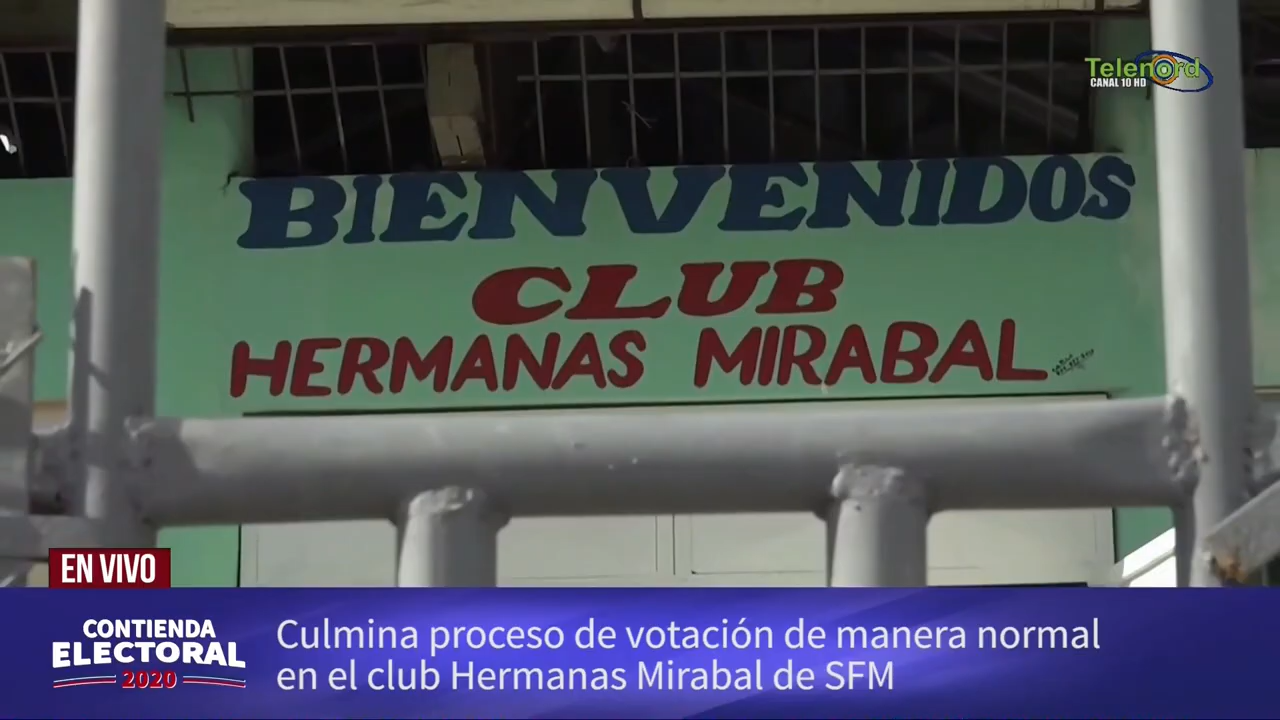 Telenord
CANAL 10 HD
BIENVENIDOS
CLUB
HERMANAS MIRABAL
EN VIVO
CONTIENDA
ELECTORAL
2020
Culmina proceso de votación de manera normal
en el club Hermanas Mirabal de SFM